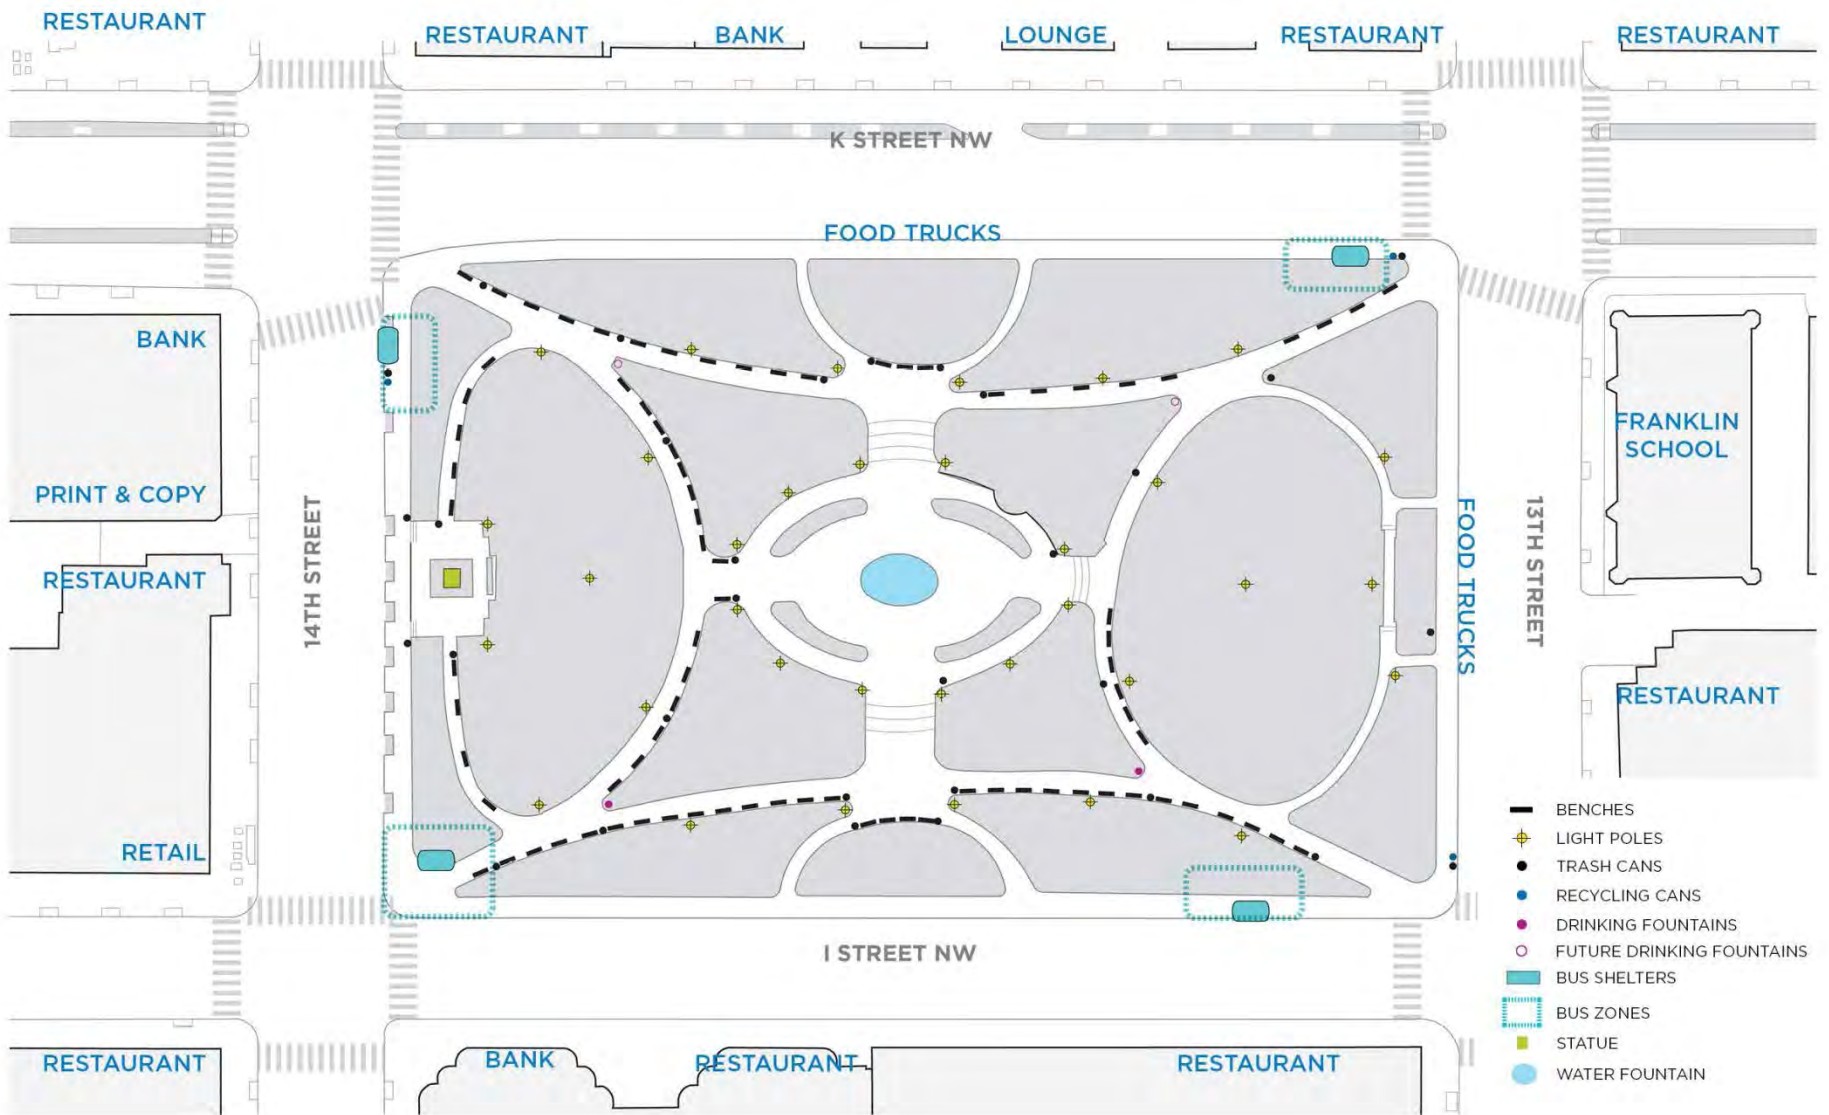 RESTAURANT
RESTAURANT
BANK
LOUNGE
RESTAURANT
RESTAURANT
K STREET NW
FOOD TRUCKS
BANK
PRINT & COPY
RESTAURANT
RETAIL
14TH STREET
FOOD TRUCKS
13TH STREET
FRANKLIN
SCHOOL
RESTAURANT
I STREET NW
BENCHES
LIGHT POLES
TRASH CANS
RECYCLING CANS
DRINKING FOUNTAINS
FUTURE DRINKING FOUNTAINS
BUS SHELTERS
BUS ZONES
STATUE
WATER FOUNTAIN
RESTAURANT
BANK
RESTAURANT
RESTAURANT